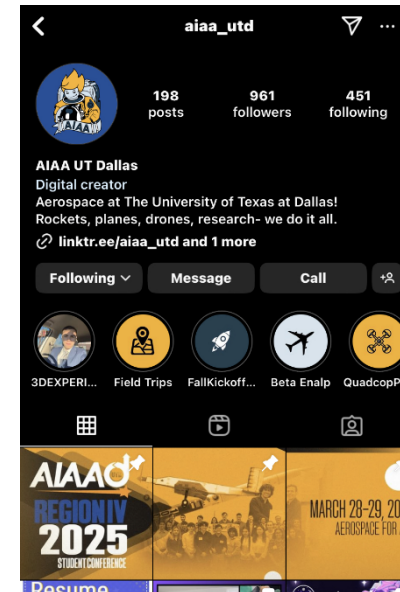 aiaa_utd
AIAA
198 961 451
posts followers following
AIAA UT Dallas
Digital creator
Aerospace at The University of Texas at Dallas!
Rockets, planes, drones, research- we do it all.
linktr.ee/aiaa_utd and 1 more
Following Message Call
3DEXPERI... Field Trips FallKickoff... Beta Enalp QuadcopP
AIAA
REGION IV
2025
STUDENT CONFERENCE
MARCH 28-29, 20
AEROSPACE FOR
Resume